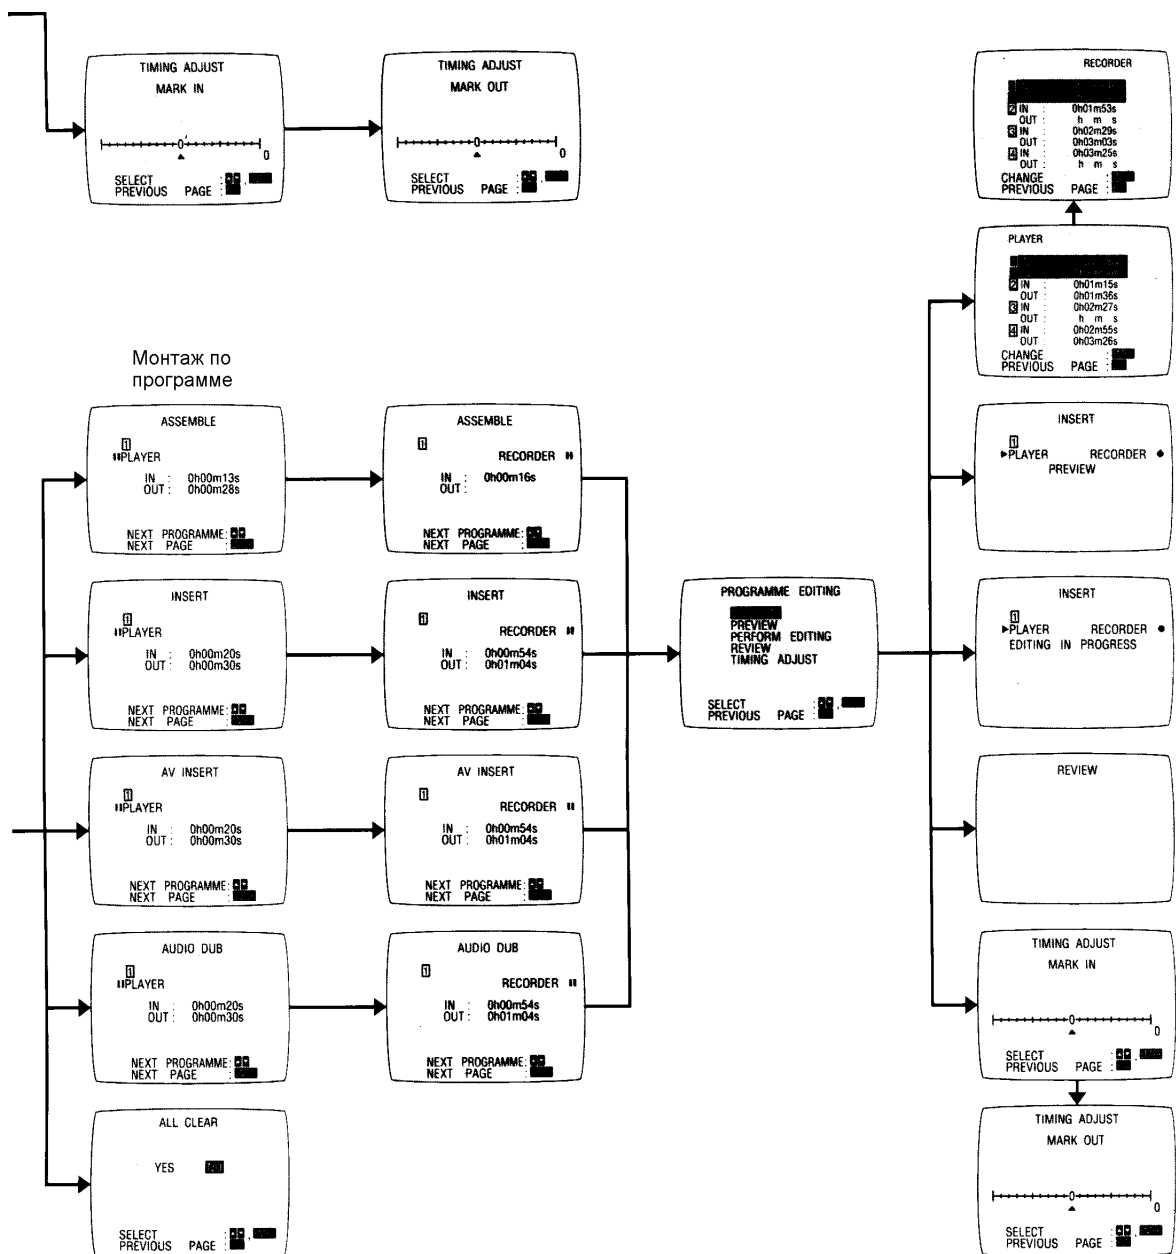 TIMING ADJUST
MARK IN
0
0
SELECT :
PREVIOUS PAGE :
TIMING ADJUST
MARK OUT
0
0
SELECT :
PREVIOUS PAGE :
RECORDER
1
2 IN : 0h01m53s
OUT : h m s
3 IN : 0h02m29s
OUT : 0h03m03s
4 IN : 0h03m25s
OUT : h m s
CHANGE :
PREVIOUS PAGE :
PLAYER
1
2 IN : 0h01m15s
OUT : 0h01m36s
3 IN : 0h02m27s
OUT : h m s
4 IN : 0h02m55s
OUT : 0h03m26s
CHANGE :
PREVIOUS PAGE :
Монтаж по
программе
ASSEMBLE
1
PLAYER
IN : 0h00m13s
OUT : 0h00m28s
NEXT PROGRAMME:
NEXT PAGE :
ASSEMBLE
1
RECORDER
IN : 0h00m16s
OUT :
NEXT PROGRAMME:
NEXT PAGE :
INSERT
1
PLAYER RECORDER
PREVIEW
INSERT
1
PLAYER
IN : 0h00m20s
OUT : 0h00m30s
NEXT PROGRAMME:
NEXT PAGE :
INSERT
1
RECORDER
IN : 0h00m54s
OUT : 0h01m04s
NEXT PROGRAMME:
NEXT PAGE :
PROGRAMME EDITING
PREVIEW
PERFORM EDITING
REVIEW
TIMING ADJUST
SELECT : ,
PREVIOUS PAGE :
INSERT
1
PLAYER RECORDER
EDITING IN PROGRESS
AV INSERT
1
PLAYER
IN : 0h00m20s
OUT : 0h00m30s
NEXT PROGRAMME:
NEXT PAGE :
AV INSERT
1
RECORDER
IN : 0h00m54s
OUT : 0h01m04s
NEXT PROGRAMME:
NEXT PAGE :
REVIEW
AUDIO DUB
1
PLAYER
IN : 0h00m20s
OUT : 0h00m30s
NEXT PROGRAMME:
NEXT PAGE :
AUDIO DUB
1
RECORDER
IN : 0h00m54s
OUT : 0h01m04s
NEXT PROGRAMME:
NEXT PAGE :
TIMING ADJUST
MARK IN
0
0
SELECT : ,
PREVIOUS PAGE :
ALL CLEAR
YES
SELECT : ,
PREVIOUS PAGE :
TIMING ADJUST
MARK OUT
0
0
SELECT : ,
PREVIOUS PAGE :